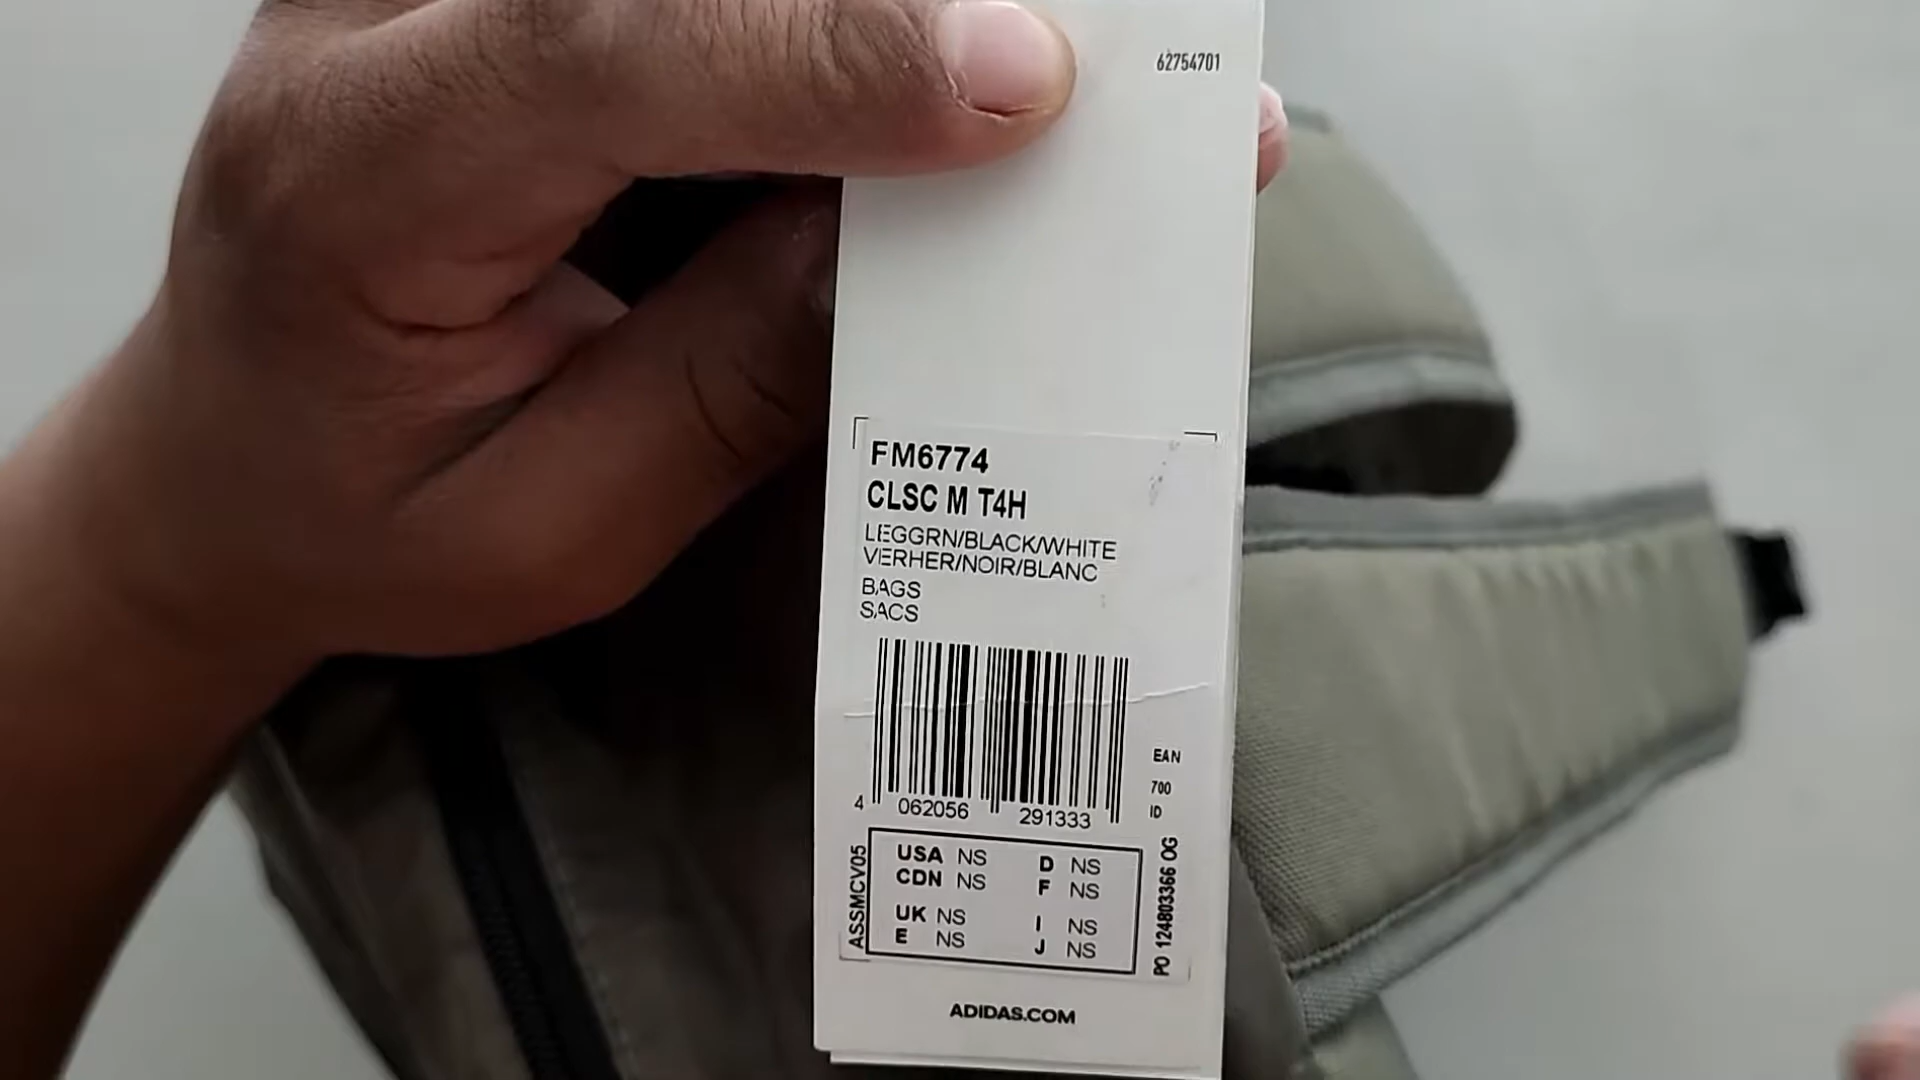 62754701
FM6774
CLSC M T4H
LEGGRN/BLACK/WHITE
VERHER/NOIR/BLANC
BAGS
SACS
4 062056 291333
EAN
700
ID
ASSMCV05
USA NS D NS
CDN NS F NS
UK NS I NS
E NS J NS
PO 124803366 OG
ADIDAS.COM